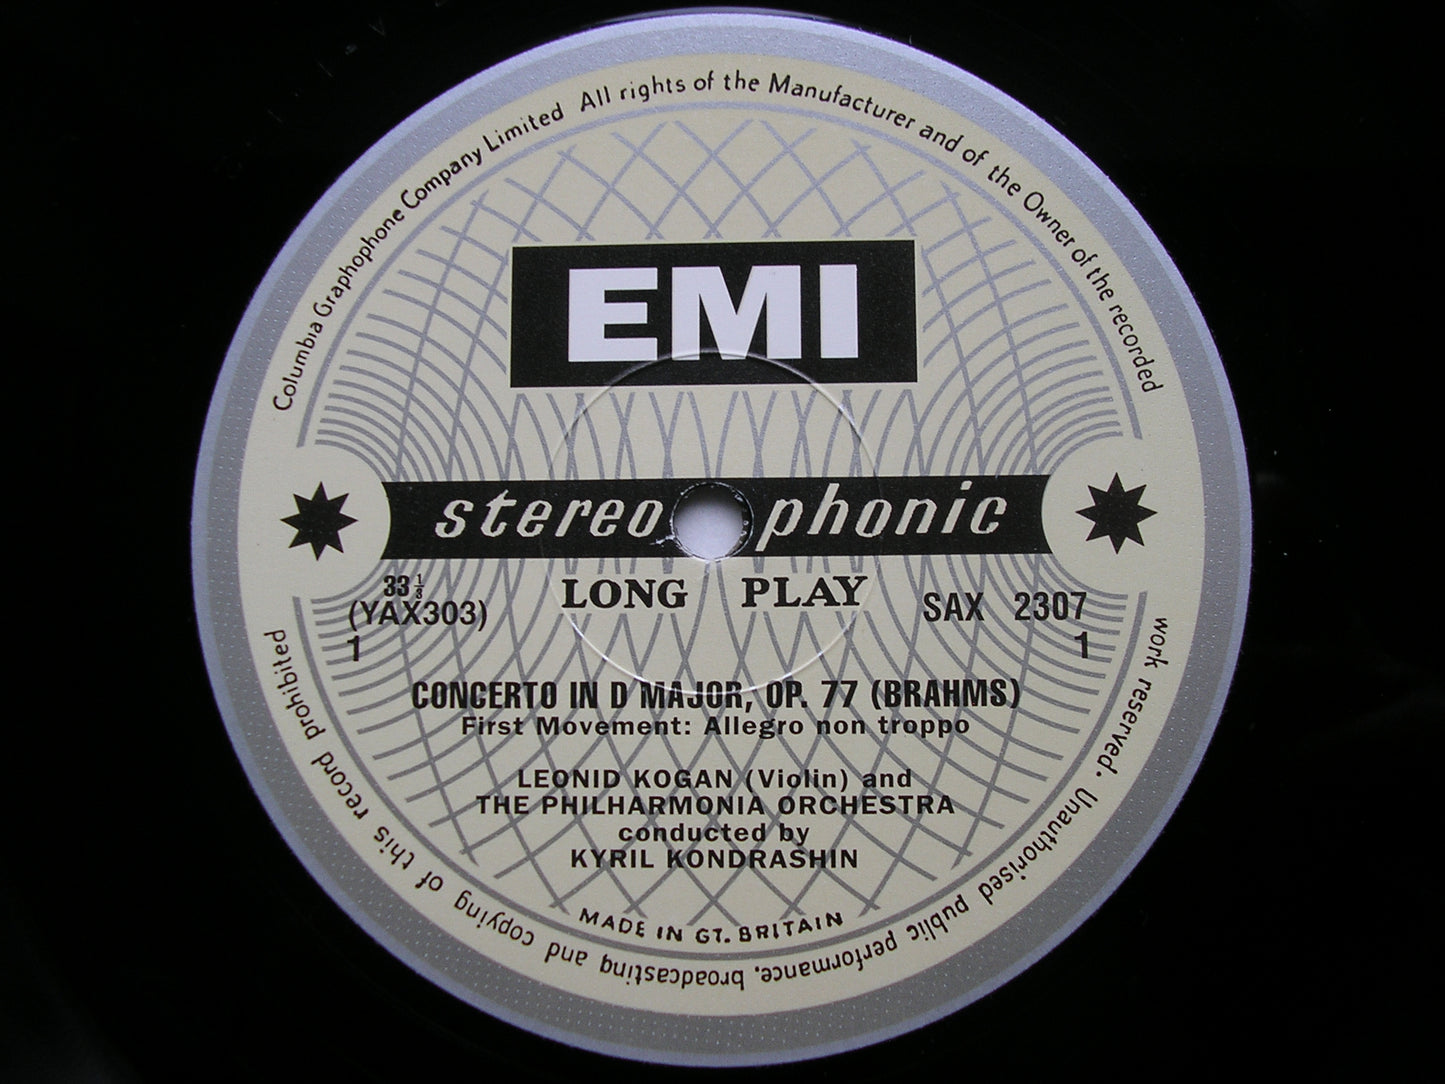 Columbia Graphophone Company Limited All rights of the Manufacturer and of the Owner of the recorded
work reserved. Unauthorised public performance, broadcasting and copying of this record prohibited
EMI
stereophonic
33 1/3
LONG PLAY
SAX 2307
(YAX303)
1
1
CONCERTO IN D MAJOR, OP. 77 (BRAHMS)
First Movement: Allegro non troppo
LEONID KOGAN (Violin) and
THE PHILHARMONIA ORCHESTRA
conducted by
KYRIL KONDRASHIN
MADE IN GT. BRITAIN